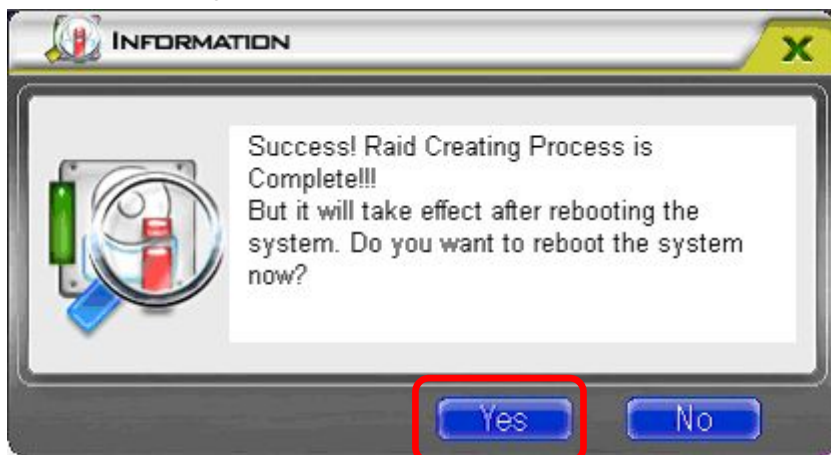 INFORMATION
X
Success! Raid Creating Process is
Complete!!!
But it will take effect after rebooting the
system. Do you want to reboot the system
now?
Yes
No